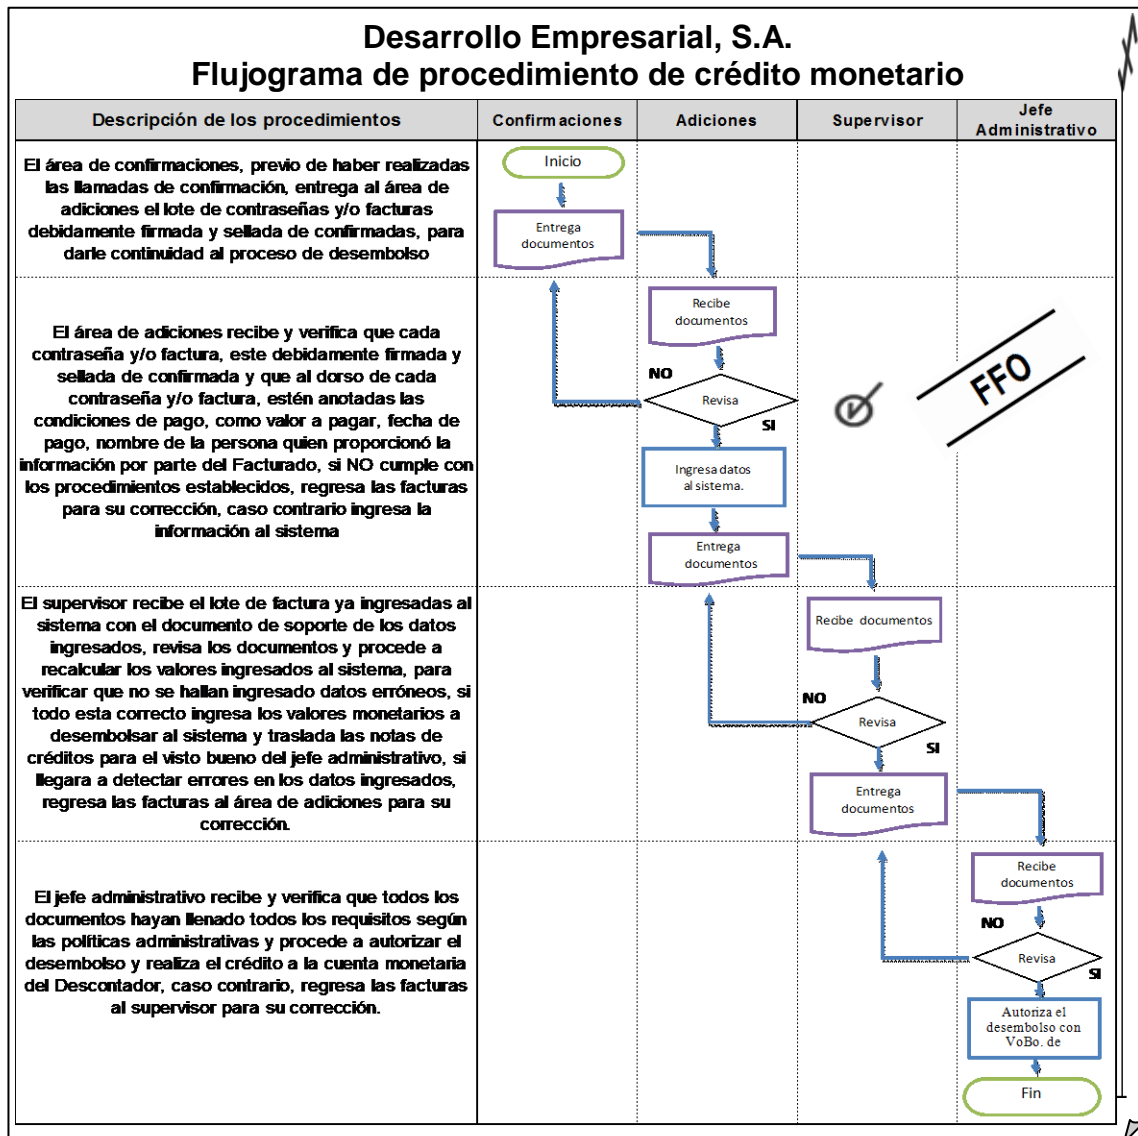 Desarrollo Empresarial, S.A.
Flujograma de procedimiento de crédito monetario
Descripción de los procedimientos
Confirmaciones
Adiciones
Supervisor
Jefe
Administrativo
El área de confirmaciones, previo de haber realizadas
las llamadas de confirmación, entrega al área de
adiciones el lote de contraseñas y/o facturas
debidamente firmada y sellada de confirmadas, para
darle continuidad al proceso de desembolso
Inicio
Entrega
documentos
El área de adiciones recibe y verifica que cada
contraseña y/o factura, este debidamente firmada y
sellada de confirmada y que al dorso de cada
contraseña y/o factura, estén anotadas las
condiciones de pago, como valor a pagar, fecha de
pago, nombre de la persona quien proporcionó la
información por parte del Facturado, si NO cumple con
los procedimientos establecidos, regresa las facturas
para su corrección, caso contrario ingresa la
información al sistema
Recibe
documentos
NO
Revisa
SI
Ingresa datos
al sistema.
Entrega
documentos
FFO
El supervisor recibe el lote de factura ya ingresadas al
sistema con el documento de soporte de los datos
ingresados, revisa los documentos y procede a
recalcular los valores ingresados al sistema, para
verificar que no se hallan ingresado datos erróneos, si
todo esta correcto ingresa los valores monetarios a
desembolsar al sistema y traslada las notas de
créditos para el visto bueno del jefe administrativo, si
llegara a detectar errores en los datos ingresados,
regresa las facturas al área de adiciones para su
corrección.
Recibe documentos
NO
Revisa
SI
Entrega
documentos
El jefe administrativo recibe y verifica que todos los
documentos hayan llenado todos los requisitos según
las políticas administrativas y procede a autorizar el
desembolso y realiza el crédito a la cuenta monetaria
del Descontador, caso contrario, regresa las facturas
al supervisor para su corrección.
Recibe
documentos
NO
Revisa
SI
Autoriza el
desembolso con
VoBo. de
Fin